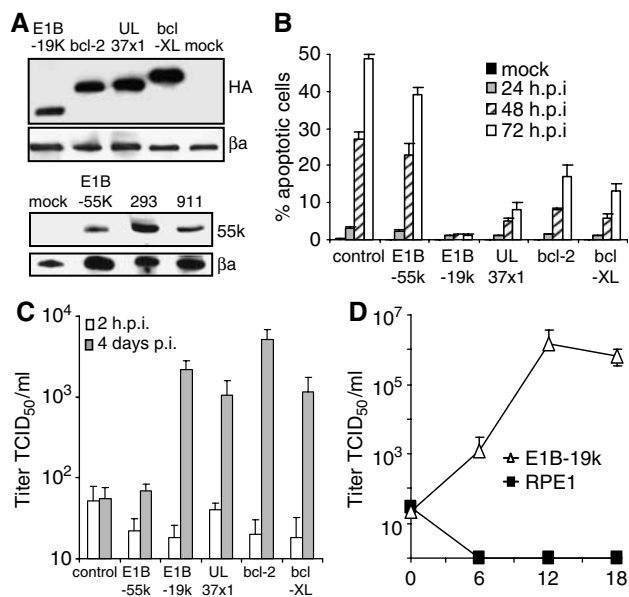 A
E1B
-19K
bcl-2
UL
37x1
bcl
-XL
mock
HA
βa
mock
E1B
-55K
293
911
55k
βa
B
% apoptotic cells
50
40
30
20
10
0
mock
24 h.p.i
48 h.p.i
72 h.p.i
control
E1B
-55k
E1B
-19k
UL
37x1
bcl-2
bcl
-XL
C
Titer TCID50/ml
10^4
10^3
10^2
10
2 h.p.i.
4 days p.i.
control
E1B
-55k
E1B
-19k
UL
37x1
bcl-2
bcl
-XL
D
Titer TCID50/ml
10^7
10^5
10^3
10
E1B-19k
RPE1
0
6
12
18